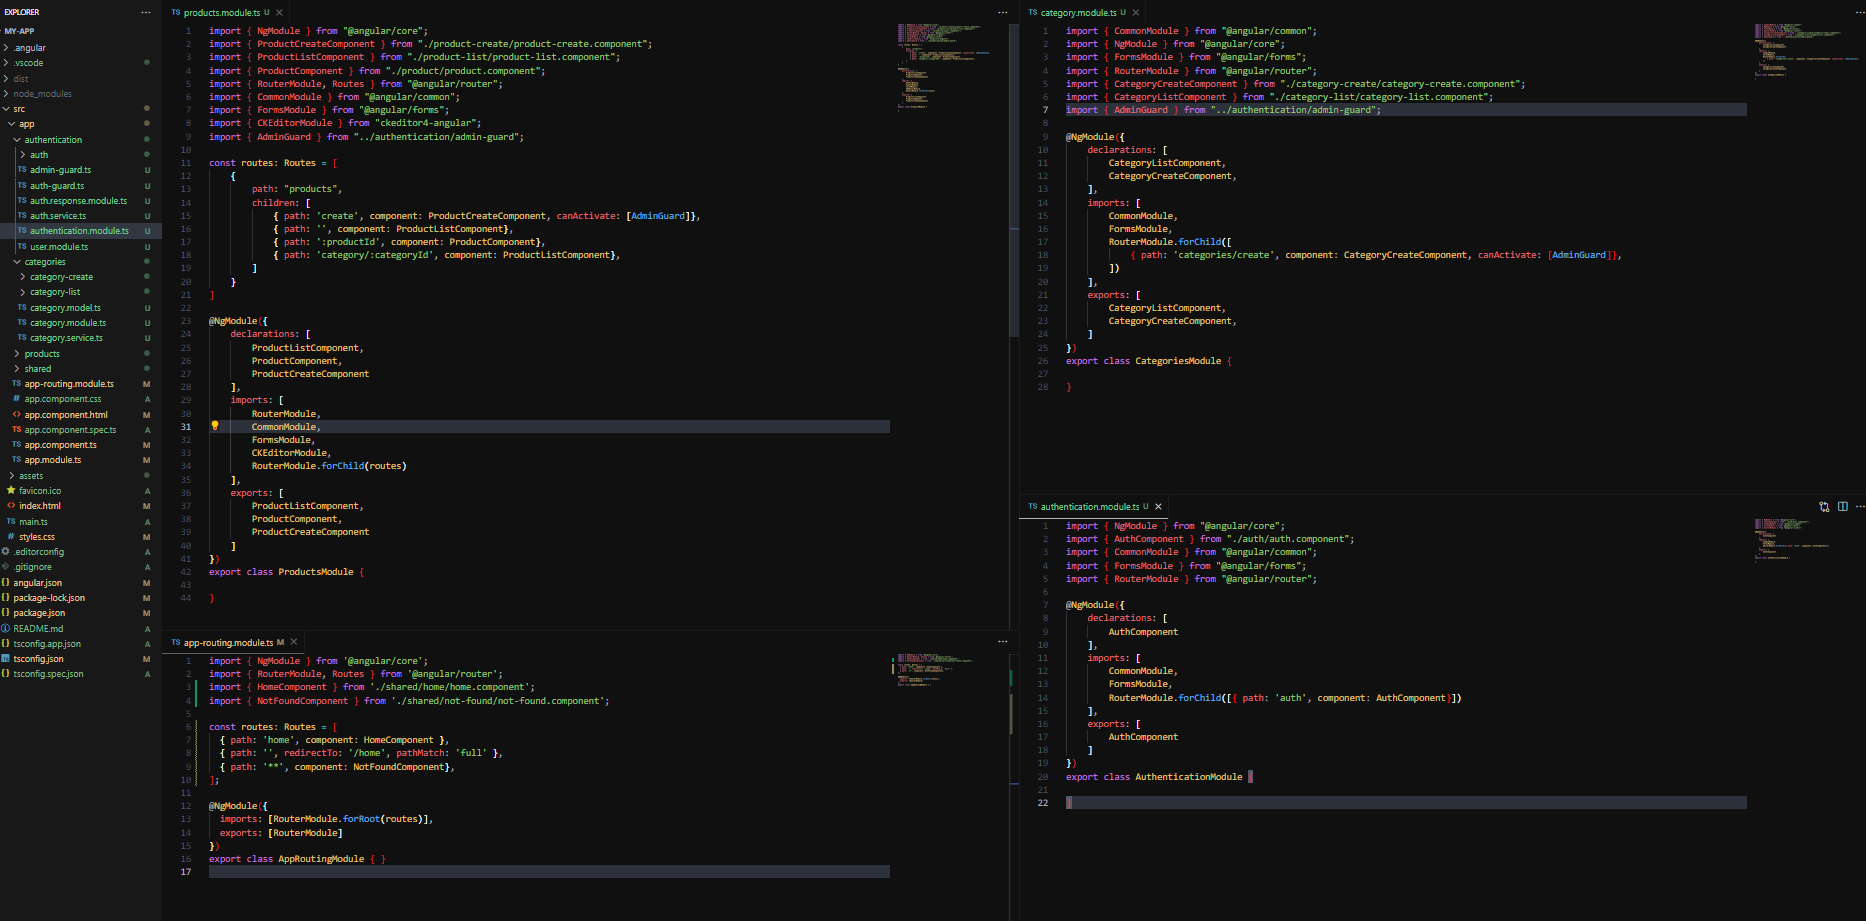 EXPLORER
MY-APP
.angular
.vscode
dist
node_modules
src
app
authentication
auth
TS admin-guard.ts U
TS auth-guard.ts U
TS auth.response.module.ts U
TS auth.service.ts U
TS authentication.module.ts U
TS user.module.ts U
categories
category-create
category-list
TS category.model.ts U
TS category.module.ts U
TS category.service.ts U
products
shared
TS app-routing.module.ts M
# app.component.css A
<> app.component.html M
TS app.component.spec.ts A
TS app.component.ts M
TS app.module.ts M
assets
favicon.ico A
<> index.html M
TS main.ts A
# styles.css M
.editorconfig A
.gitignore A
{} angular.json M
{} package-lock.json M
{} package.json M
README.md A
{} tsconfig.app.json A
tsconfig.json M
{} tsconfig.spec.json A
TS products.module.ts U
1 import { NgModule } from "@angular/core";
2 import { ProductCreateComponent } from "./product-create/product-create.component";
3 import { ProductListComponent } from "./product-list/product-list.component";
4 import { ProductComponent } from "./product/product.component";
5 import { RouterModule, Routes } from "@angular/router";
6 import { CommonModule } from "@angular/common";
7 import { FormsModule } from "@angular/forms";
8 import { CKEditorModule } from "ckeditor4-angular";
9 import { AdminGuard } from "../authentication/admin-guard";
10
11 const routes: Routes = [
12 {
13 path: "products",
14 children: [
15 { path: 'create', component: ProductCreateComponent, canActivate: [AdminGuard]},
16 { path: '', component: ProductListComponent},
17 { path: ':productId', component: ProductComponent},
18 { path: 'category/:categoryId', component: ProductListComponent},
19 ]
20 }
21 ]
22
23 @NgModule({
24 declarations: [
25 ProductListComponent,
26 ProductComponent,
27 ProductCreateComponent
28 ],
29 imports: [
30 RouterModule,
31 CommonModule,
32 FormsModule,
33 CKEditorModule,
34 RouterModule.forChild(routes)
35 ],
36 exports: [
37 ProductListComponent,
38 ProductComponent,
39 ProductCreateComponent
40 ]
41 })
42 export class ProductsModule {
43
44 }
TS app-routing.module.ts M
1 import { NgModule } from '@angular/core';
2 import { RouterModule, Routes } from '@angular/router';
3 import { HomeComponent } from './shared/home/home.component';
4 import { NotFoundComponent } from './shared/not-found/not-found.component';
5
6 const routes: Routes = [
7 { path: 'home', component: HomeComponent },
8 { path: '', redirectTo: '/home', pathMatch: 'full' },
9 { path: '**', component: NotFoundComponent},
10 ];
11
12 @NgModule({
13 imports: [RouterModule.forRoot(routes)],
14 exports: [RouterModule]
15 })
16 export class AppRoutingModule { }
17
TS category.module.ts U
1 import { CommonModule } from "@angular/common";
2 import { NgModule } from "@angular/core";
3 import { FormsModule } from "@angular/forms";
4 import { RouterModule } from "@angular/router";
5 import { CategoryCreateComponent } from "./category-create/category-create.component";
6 import { CategoryListComponent } from "./category-list/category-list.component";
7 import { AdminGuard } from "../authentication/admin-guard";
8
9 @NgModule({
10 declarations: [
11 CategoryListComponent,
12 CategoryCreateComponent,
13 ],
14 imports: [
15 CommonModule,
16 FormsModule,
17 RouterModule.forChild([
18 { path: 'categories/create', component: CategoryCreateComponent, canActivate: [AdminGuard]},
19 ])
20 ],
21 exports: [
22 CategoryListComponent,
23 CategoryCreateComponent,
24 ]
25 })
26 export class CategoriesModule {
27
28 }
TS authentication.module.ts U
1 import { NgModule } from "@angular/core";
2 import { AuthComponent } from "./auth/auth.component";
3 import { CommonModule } from "@angular/common";
4 import { FormsModule } from "@angular/forms";
5 import { RouterModule } from "@angular/router";
6
7 @NgModule({
8 declarations: [
9 AuthComponent
10 ],
11 imports: [
12 CommonModule,
13 FormsModule,
14 RouterModule.forChild([{ path: 'auth', component: AuthComponent}])
15 ],
16 exports: [
17 AuthComponent
18 ]
19 })
20 export class AuthenticationModule {
21
22 }